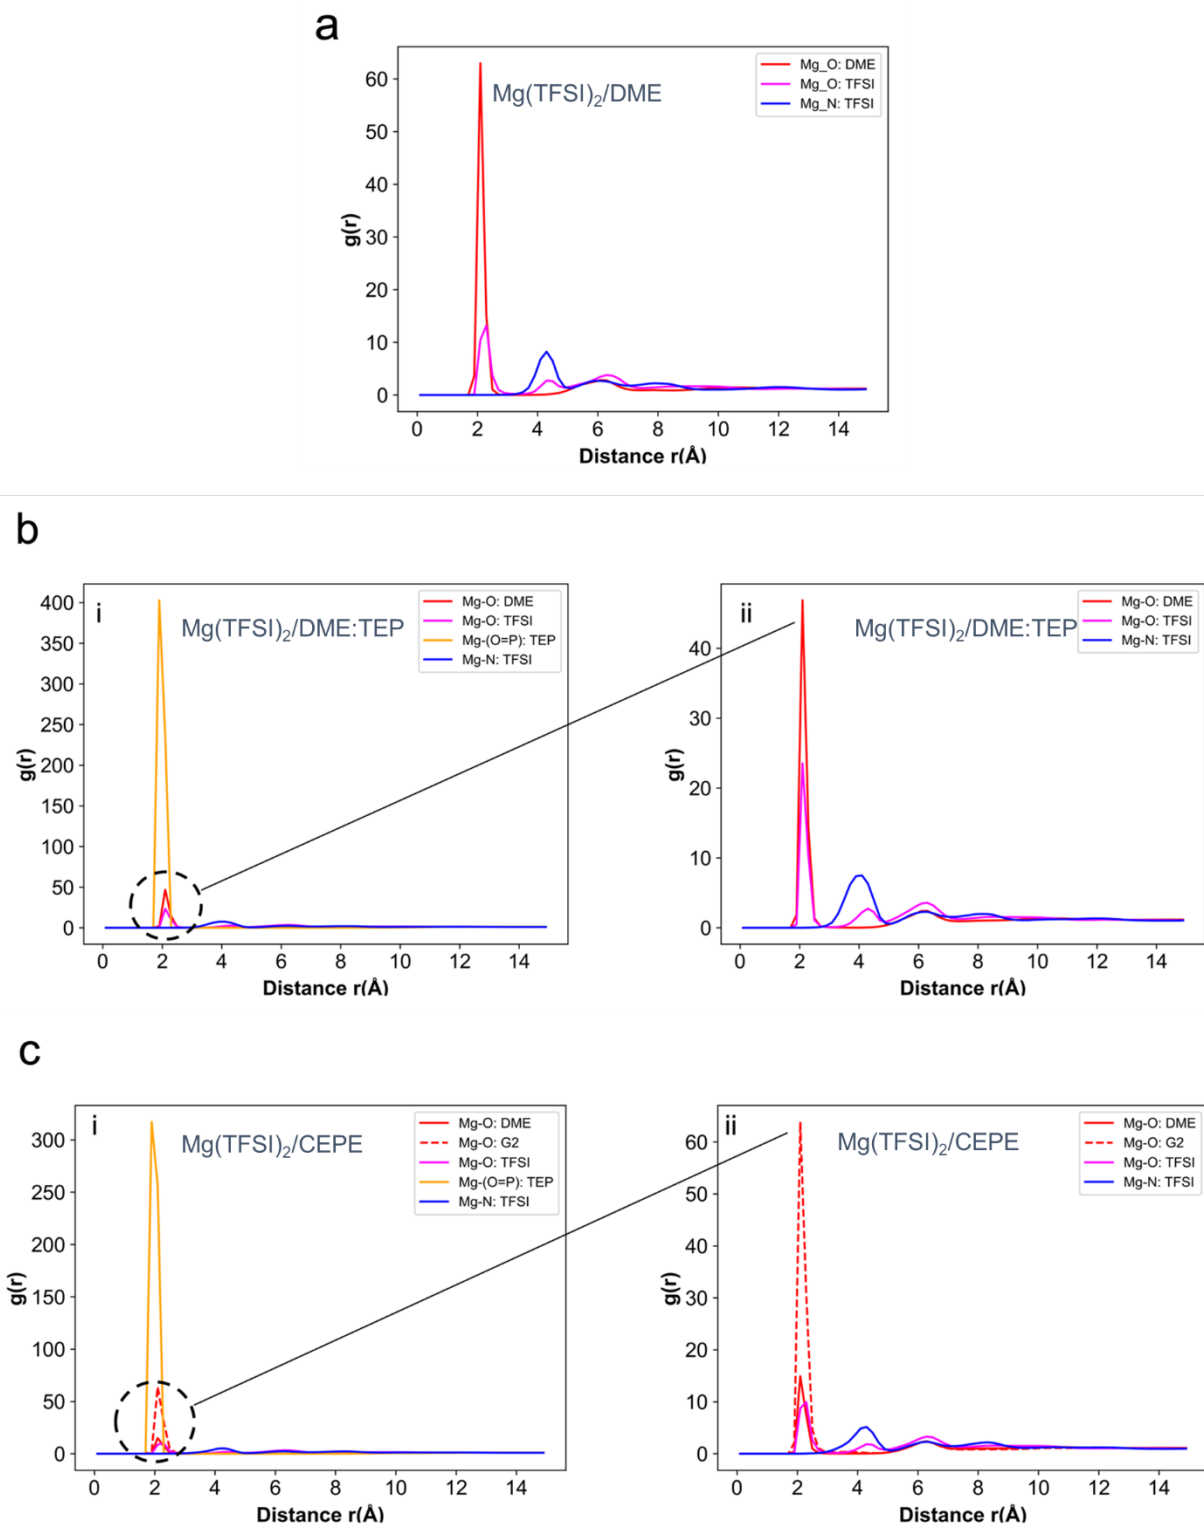 a
Mg(TFSI)₂/DME
Mg_O: DME
Mg_O: TFSI
Mg_N: TFSI
60
50
40
30
20
10
0
g(r)
0 2 4 6 8 10 12 14
Distance r(Å)
b
i
Mg(TFSI)₂/DME:TEP
Mg-O: DME
Mg-O: TFSI
Mg-(O=P): TEP
Mg-N: TFSI
400
350
300
250
200
150
100
50
0
g(r)
0 2 4 6 8 10 12 14
Distance r(Å)
ii
Mg(TFSI)₂/DME:TEP
Mg-O: DME
Mg-O: TFSI
Mg-N: TFSI
40
30
20
10
0
g(r)
0 2 4 6 8 10 12 14
Distance r(Å)
c
i
Mg(TFSI)₂/CEPE
Mg-O: DME
Mg-O: G2
Mg-O: TFSI
Mg-(O=P): TEP
Mg-N: TFSI
300
250
200
150
100
50
0
g(r)
0 2 4 6 8 10 12 14
Distance r(Å)
ii
Mg(TFSI)₂/CEPE
Mg-O: DME
Mg-O: G2
Mg-O: TFSI
Mg-N: TFSI
60
50
40
30
20
10
0
g(r)
0 2 4 6 8 10 12 14
Distance r(Å)